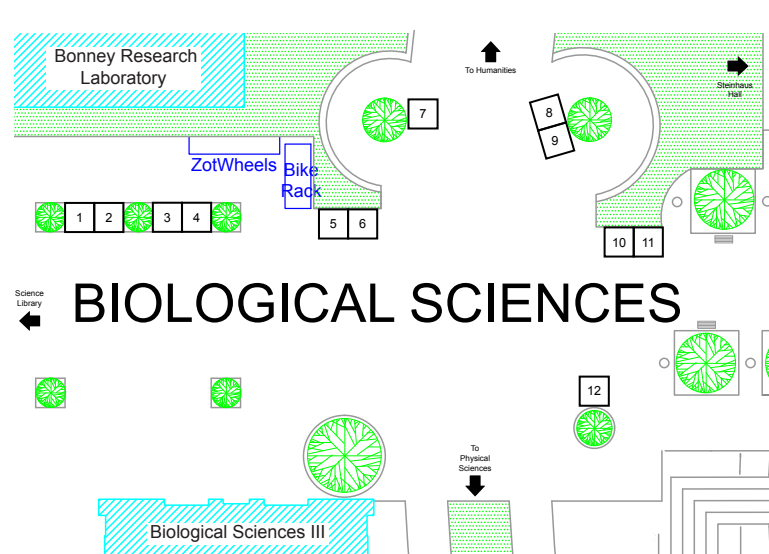 Bonney Research
Laboratory
To Humanities
Steinhaus
Hall
7
8
9
ZotWheels
Bike
Rack
1 2 3 4
5 6
10 11
Science
Library
BIOLOGICAL SCIENCES
12
To
Physical
Sciences
Biological Sciences III